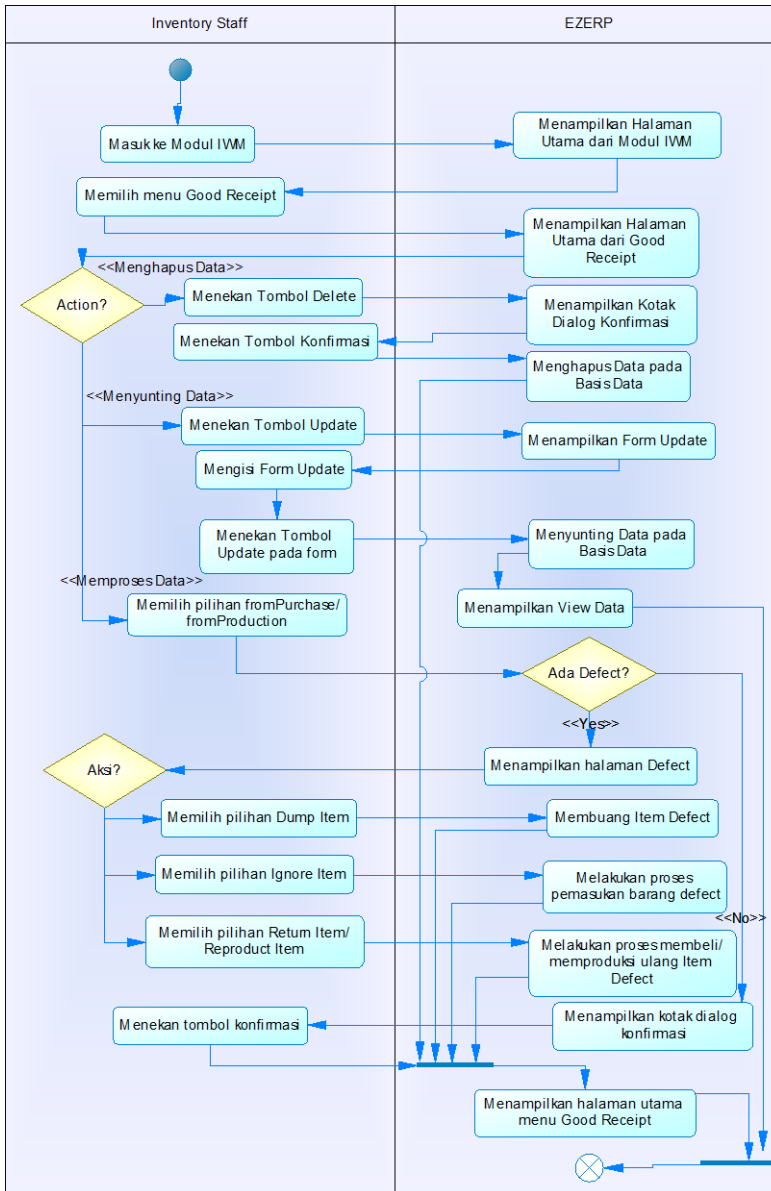 Inventory Staff
EZERP
Masuk ke Modul IWM
Menampilkan Halaman
Utama dari Modul IWM
Memilih menu Good Receipt
Menampilkan Halaman
Utama dari Good
Receipt
<<Menghapus Data>>
Action?
Menekan Tombol Delete
Menampilkan Kotak
Dialog Konfirmasi
Menekan Tombol Konfirmasi
Menghapus Data pada
Basis Data
<<Menyunting Data>>
Menekan Tombol Update
Menampilkan Form Update
Mengisi Form Update
Menekan Tombol
Update pada form
Menyunting Data pada
Basis Data
<<Memproses Data>>
Memilih pilihan fromPurchase/
fromProduction
Menampilkan View Data
Ada Defect?
<<Yes>>
Aksi?
Menampilkan halaman Defect
Memilih pilihan Dump Item
Membuang Item Defect
Memilih pilihan Ignore Item
Melakukan proses
pemasukan barang defect
<<No>>
Memilih pilihan Return Item/
Reproduct Item
Melakukan proses membeli/
memproduksi ulang Item
Defect
Menekan tombol konfirmasi
Menampilkan kotak dialog
konfirmasi
Menampilkan halaman utama
menu Good Receipt